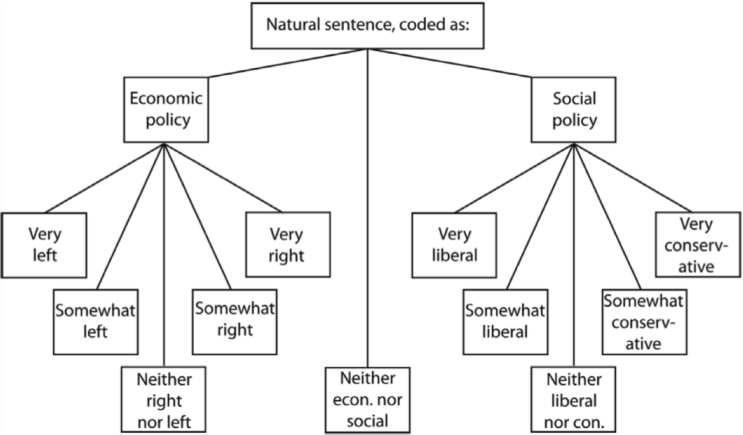 Natural sentence, coded as:
Economic
policy
Social
policy
Very
left
Somewhat
left
Neither
right
nor left
Somewhat
right
Very
right
Neither
econ. nor
social
Very
liberal
Somewhat
liberal
Neither
liberal
nor con.
Somewhat
conserv-
ative
Very
conserv-
ative